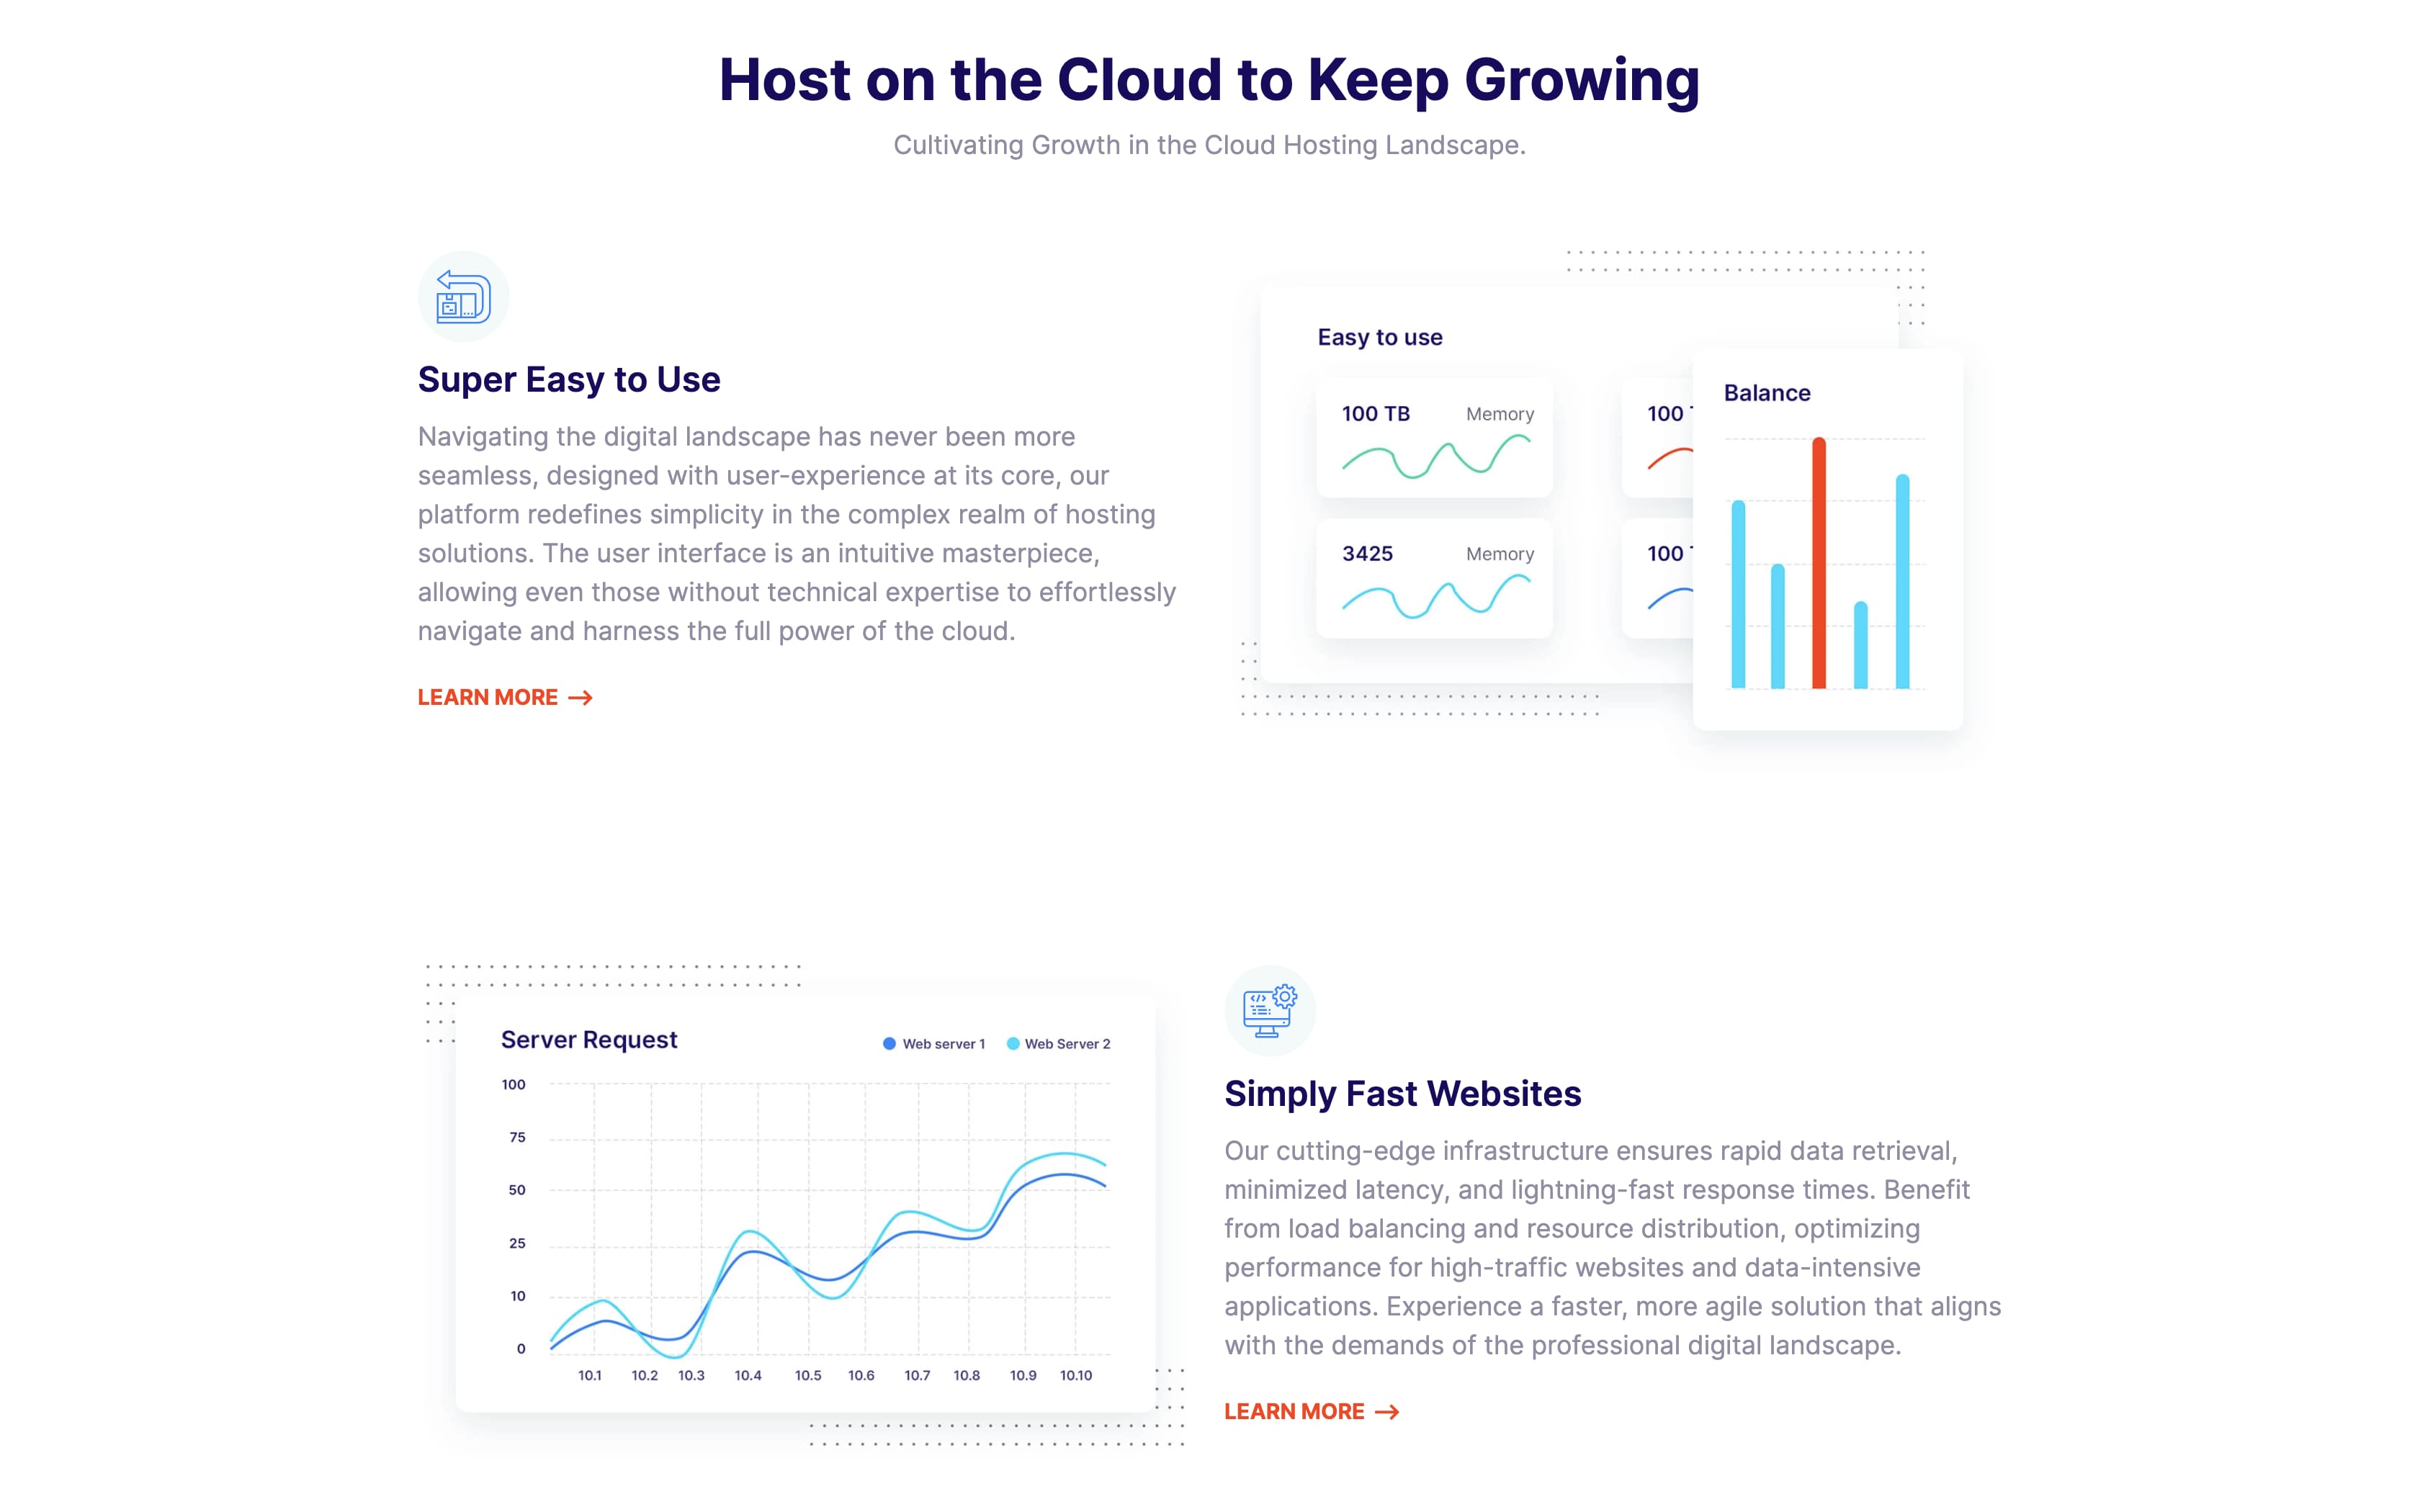 Host on the Cloud to Keep Growing
Cultivating Growth in the Cloud Hosting Landscape.
Super Easy to Use
Navigating the digital landscape has never been more
seamless, designed with user-experience at its core, our
platform redefines simplicity in the complex realm of hosting
solutions. The user interface is an intuitive masterpiece,
allowing even those without technical expertise to effortlessly
navigate and harness the full power of the cloud.
LEARN MORE
Easy to use
100 TB Memory
100
3425 Memory
100
Balance
Server Request
Web server 1 Web Server 2
100
75
50
25
10
0
10.1 10.2 10.3 10.4 10.5 10.6 10.7 10.8 10.9 10.10
Simply Fast Websites
Our cutting-edge infrastructure ensures rapid data retrieval,
minimized latency, and lightning-fast response times. Benefit
from load balancing and resource distribution, optimizing
performance for high-traffic websites and data-intensive
applications. Experience a faster, more agile solution that aligns
with the demands of the professional digital landscape.
LEARN MORE